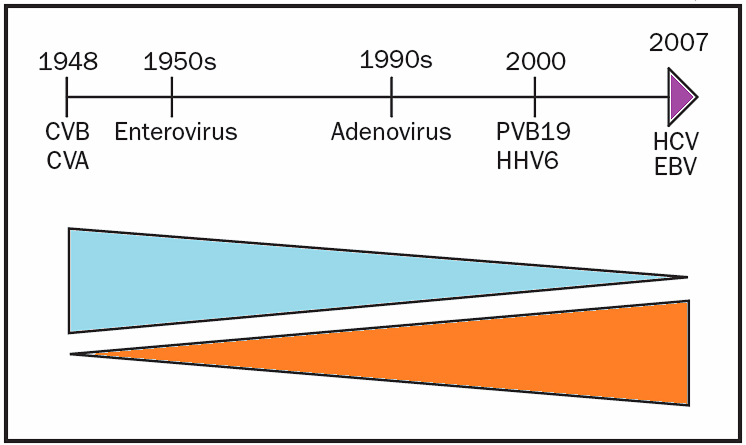 1948 1950s 1990s 2000 2007
CVB Enterovirus Adenovirus PVB19 HCV
CVA HHV6 EBV